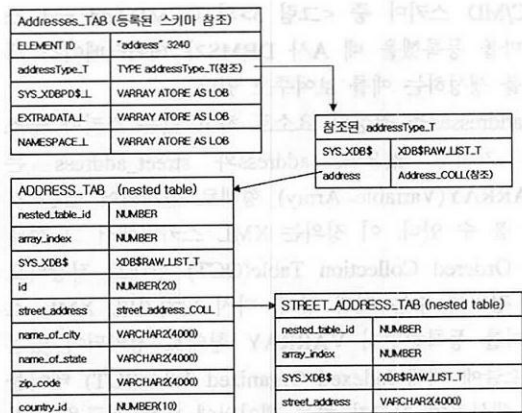 Addresses_TAB (등록된 스키마 참조)
ELEMENT ID "address" 3240
addressType_T TYPE addressType_T(참조)
SYS_XDBPD$_L VARRAY ATORE AS LOB
EXTRADATA_L VARRAY ATORE AS LOB
NAMESPACE_L VARRAY ATORE AS LOB
참조된 addressType_T
SYS_XDB$ XDB$RAW_LIST_T
address Address_COLL(참조)
ADDRESS_TAB (nested table)
nested_table_id NUMBER
array_index NUMBER
SYS_XDB$ XDB$RAW_LIST_T
id NUMBER(20)
street_address street_address_COLL
name_of_city VARCHAR2(4000)
name_of_state VARCHAR2(4000)
zip_code VARCHAR2(4000)
country_id NUMBER(10)
STREET_ADDRESS_TAB (nested table)
nested_table_id NUMBER
array_index NUMBER
SYS_XDB$ XDB$RAW_LIST_T
street_address VARCHAR2(4000)